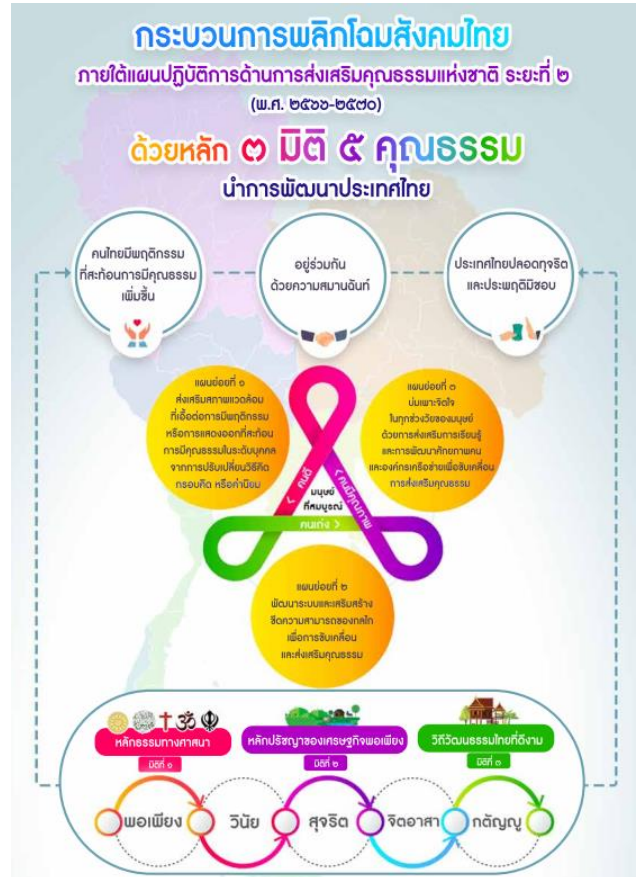 กระบวนการพลิกโฉมสังคมไทย
ภายใต้แผนปฏิบัติการด้านการส่งเสริมคุณธรรมแห่งชาติ ระยะที่ ๒
(พ.ศ. ๒๕๖๖-๒๕๗๐)
ด้วยหลัก ๓ มิติ ๕ คุณธรรม
นำการพัฒนาประเทศไทย
คนไทยมีพฤติกรรม
ที่สะท้อนการมีคุณธรรม
เพิ่มขึ้น
อยู่ร่วมกัน
ด้วยความสมานฉันท์
ประเทศไทยปลอดทุจริต
และประพฤติมิชอบ
แผนย่อยที่ ๑
ส่งเสริมสภาพแวดล้อม
ที่เอื้อต่อการมีพฤติกรรม
หรือการแสดงออกที่สะท้อน
การมีคุณธรรมในระดับบุคคล
จากการปรับเปลี่ยนวิธีคิด
กรอบคิด หรือค่านิยม
แผนย่อยที่ ๓
บ่มเพาะจิตใจ
ในทุกช่วงวัยของมนุษย์
ด้วยการส่งเสริมการเรียนรู้
และการพัฒนาศักยภาพคน
และองค์กรเครือข่ายเพื่อขับเคลื่อน
การส่งเสริมคุณธรรม
< คนดี
< คนมีคุณภาพ
มนุษย์
ที่สมบูรณ์
คนเก่ง >
แผนย่อยที่ ๒
พัฒนาระบบและเสริมสร้าง
ขีดความสามารถของกลไก
เพื่อการขับเคลื่อน
และส่งเสริมคุณธรรม
หลักธรรมทางศาสนา
มิติที่ ๑
หลักปรัชญาของเศรษฐกิจพอเพียง
มิติที่ ๒
วิถีวัฒนธรรมไทยที่ดีงาม
มิติที่ ๓
พอเพียง
วินัย
สุจริต
จิตอาสา
กตัญญู